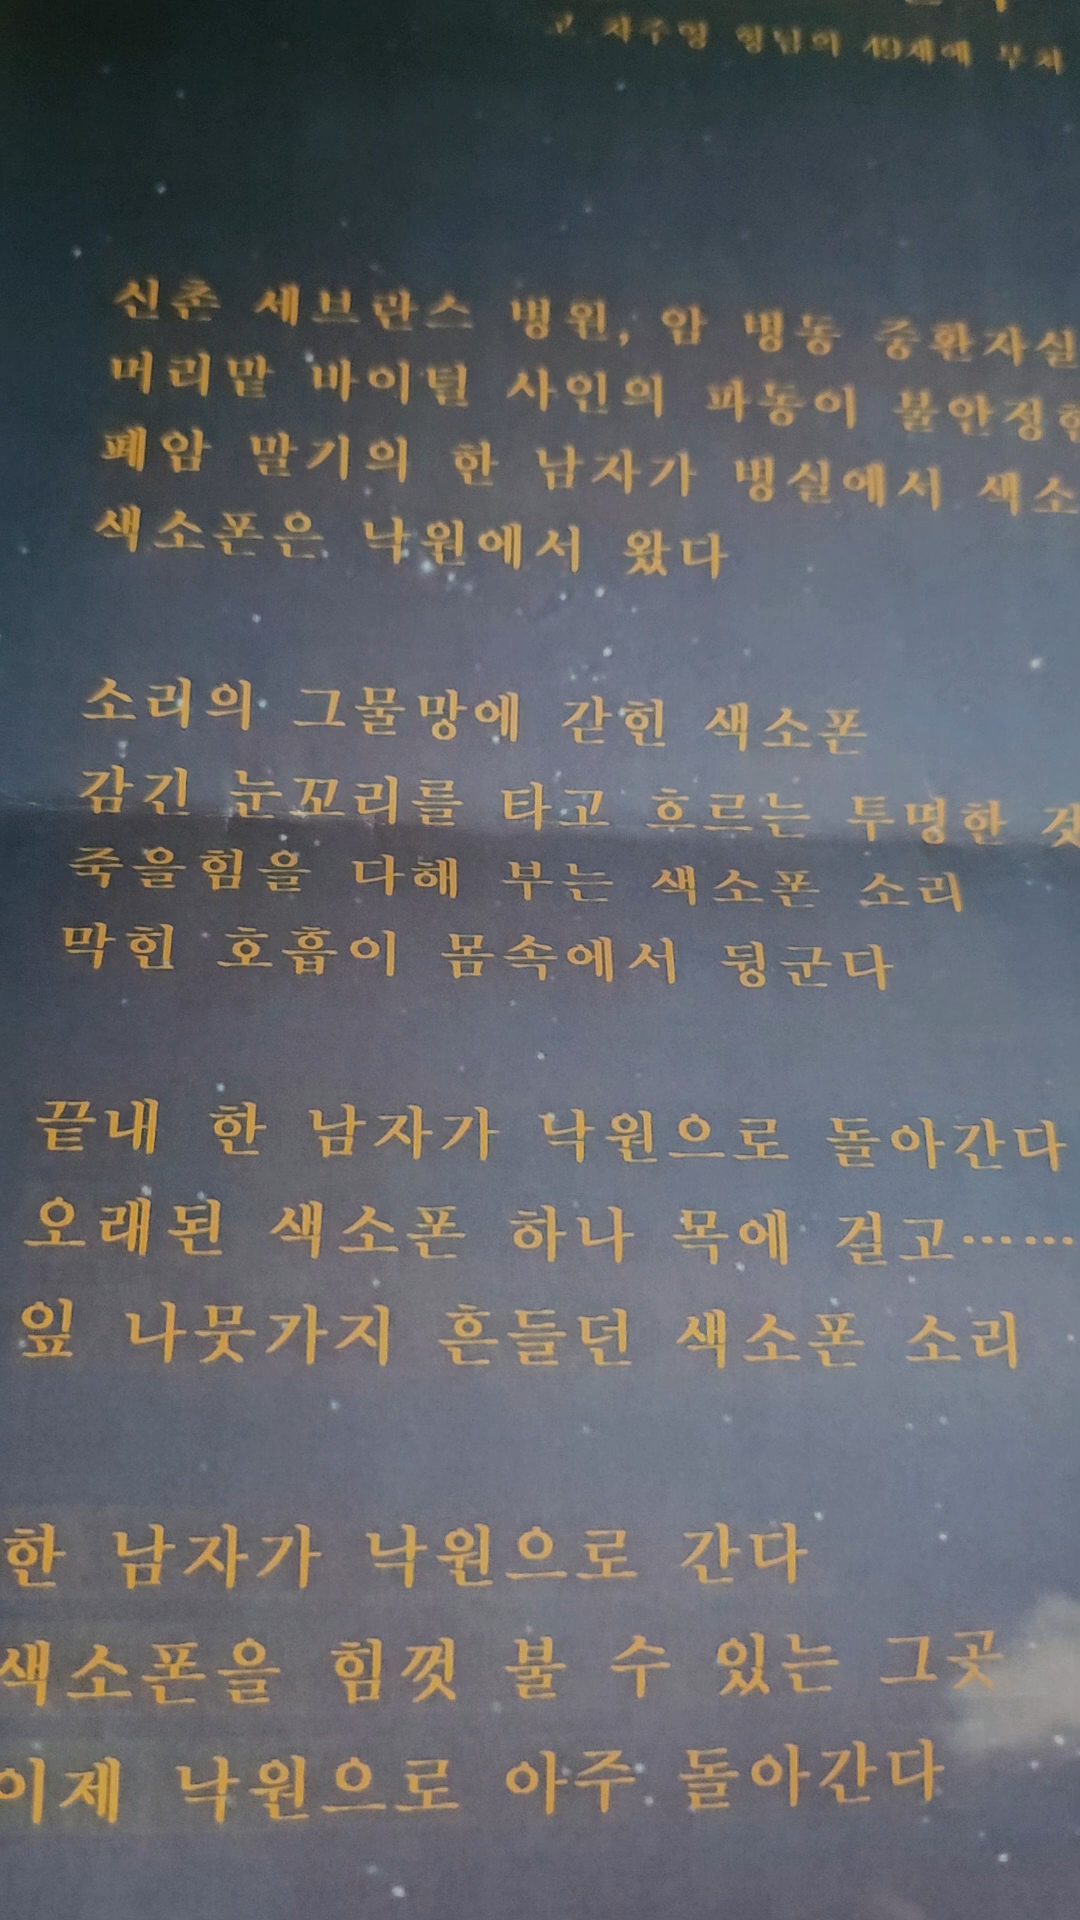 고 차주영 형님의 49재에 부쳐
신촌 세브란스 병원, 암 병동 중환자실
머리맡 바이털 사인의 파동이 불안정한
폐암 말기의 한 남자가 병실에서 색소
색소폰은 낙원에서 왔다
소리의 그물망에 갇힌 색소폰
감긴 눈꼬리를 타고 흐르는 투명한 것
죽을힘을 다해 부는 색소폰 소리
막힌 호흡이 몸속에서 뒹군다
끝내 한 남자가 낙원으로 돌아간다
오래된 색소폰 하나 목에 걸고……
잎 나뭇가지 흔들던 색소폰 소리
한 남자가 낙원으로 간다
색소폰을 힘껏 불 수 있는 그곳
이제 낙원으로 아주 돌아간다